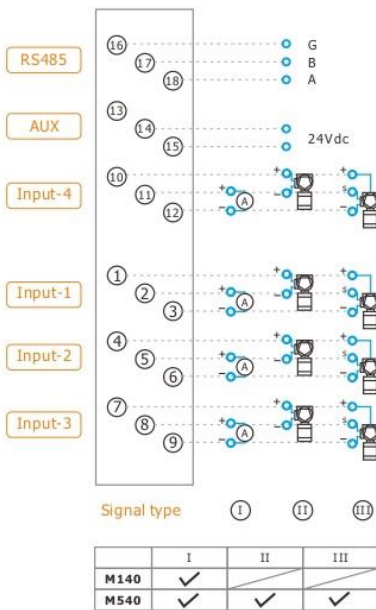 RS485 16 G
17 B
18 A
13
AUX 14
15 24Vdc
10 + +
Input-4 11 + - s
12 - A -
1 + +
Input-1 2 + - s
3 - A -
4 + +
Input-2 5 + - s
6 - A -
7 + +
Input-3 8 + - s
9 - A -
Signal type I II III
I II III
M140 ✓
M540 ✓ ✓ ✓